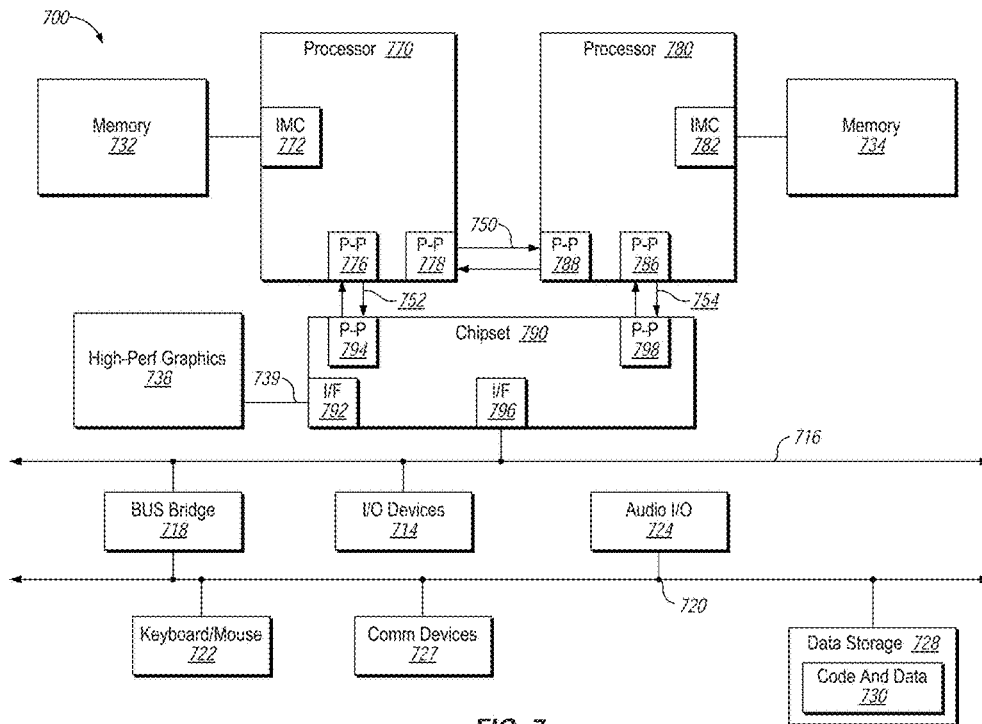 700
Processor 770
Processor 780
Memory
732
IMC
772
IMC
782
Memory
734
750
P-P
776
P-P
778
P-P
788
P-P
786
752
754
High-Perf Graphics
738
739
P-P
794
Chipset 790
P-P
798
I/F
792
I/F
796
716
BUS Bridge
718
I/O Devices
714
Audio I/O
724
720
Keyboard/Mouse
722
Comm Devices
727
Data Storage 728
Code And Data
730